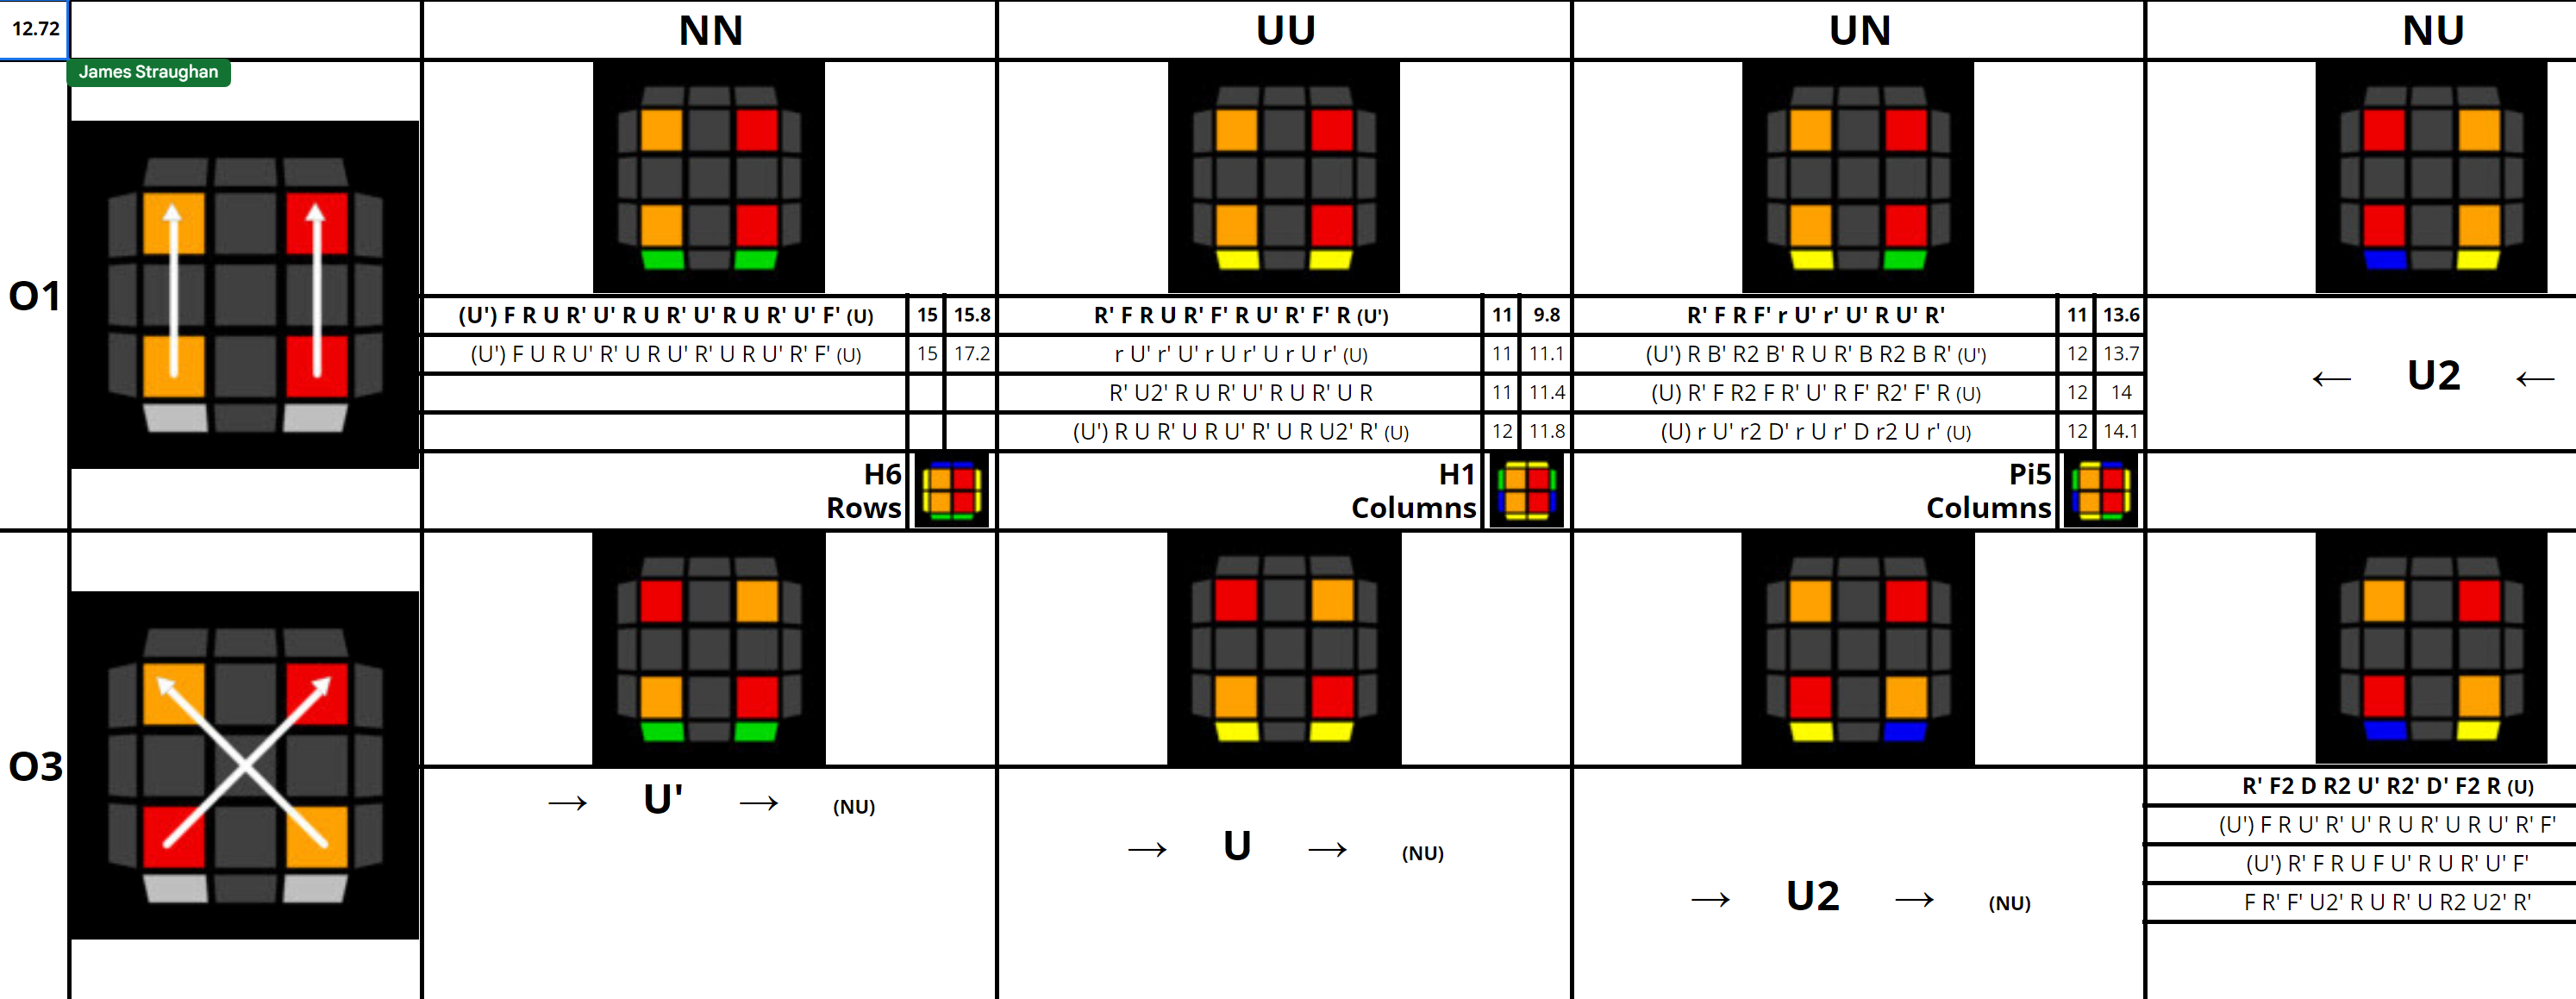 12.72
NN
UU
UN
NU
James Straughan
O1
(U') F R U R' U' R U R' U' R U R' U' F' (U) 15 15.8
(U') F U R U' R' U R U' R' U R U' R' F' (U) 15 17.2
R' F R U R' F' R U' R' F' R (U') 11 9.8
r U' r' U' r U r' U r U r' (U) 11 11.1
R' U2' R U R' U' R U R' U R 11 11.4
(U') R U R' U R U' R' U R U2' R' (U) 12 11.8
R' F R F' r U' r' U' R U' R' 11 13.6
(U') R B' R2 B' R U R' B R2 B R' (U') 12 13.7
(U) R' F R2 F R' U' R F' R2' F' R (U) 12 14
(U) r U' r2 D' r U r' D r2 U r' (U) 12 14.1
← U2 ←
H6
Rows
H1
Columns
Pi5
Columns
O3
→ U' → (NU)
→ U → (NU)
→ U2 → (NU)
R' F2 D R2 U' R2' D' F2 R (U)
(U') F R U' R' U' R U R' U R U' R' F'
(U') R' F R U F U' R U R' U' F'
F R' F' U2' R U R' U R2 U2' R'